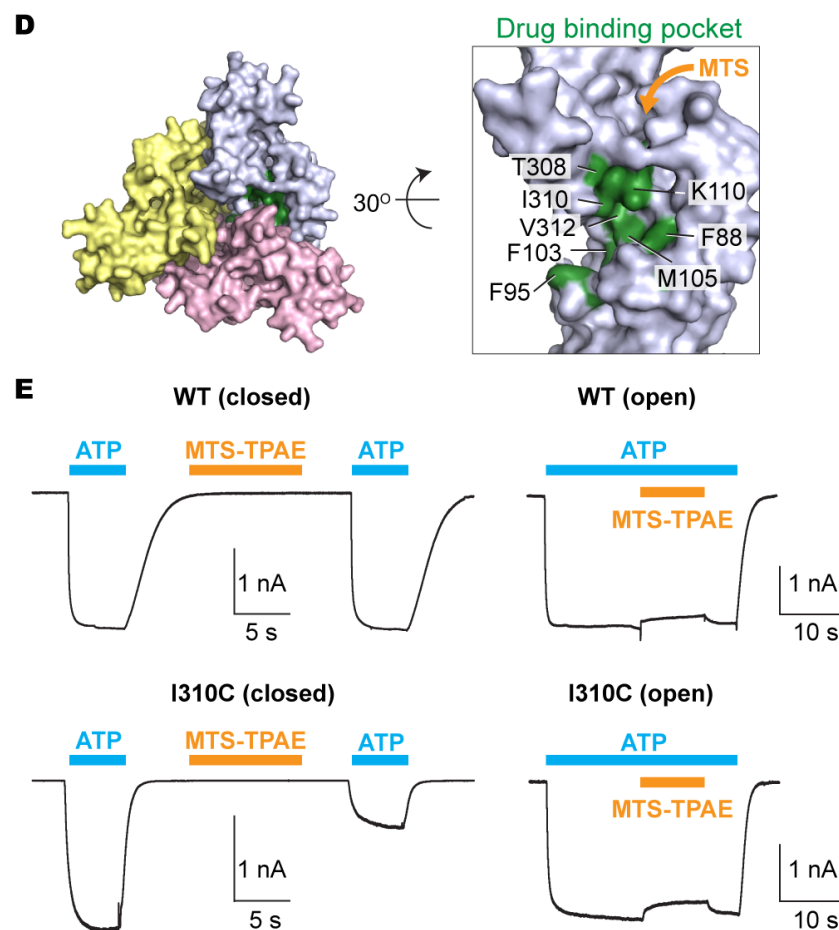 D
Drug binding pocket
MTS
30O
T308
I310
V312
F103
F95
K110
F88
M105
E
WT (closed)
WT (open)
ATP
MTS-TPAE
ATP
ATP
MTS-TPAE
1 nA
5 s
1 nA
10 s
I310C (closed)
I310C (open)
ATP
MTS-TPAE
ATP
ATP
MTS-TPAE
1 nA
5 s
1 nA
10 s